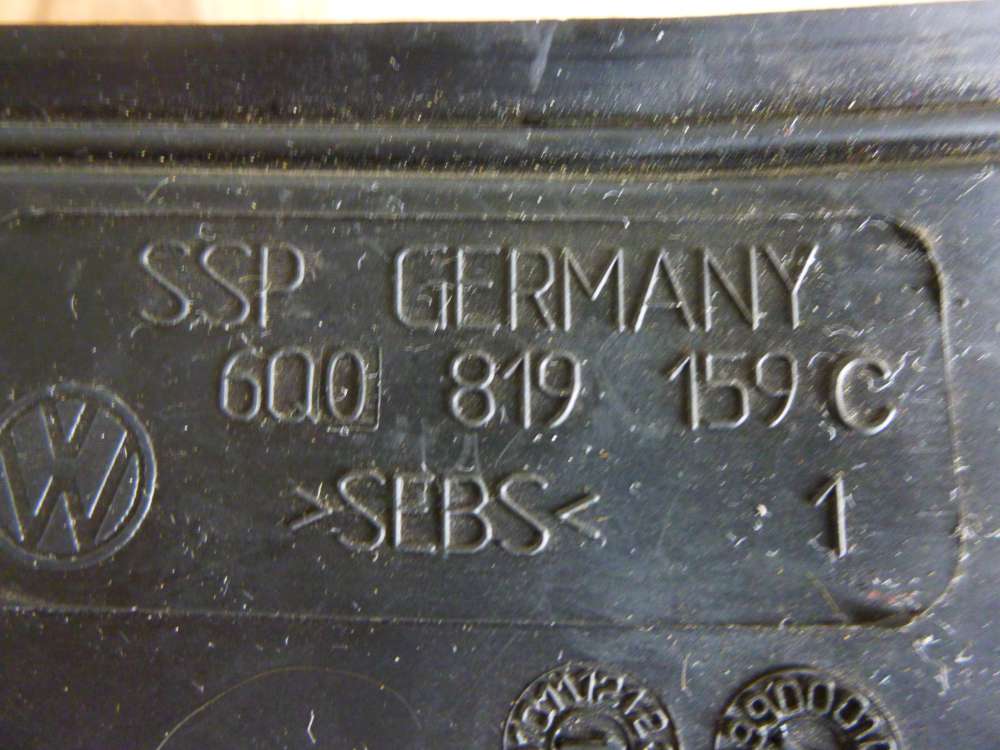 SSP GERMANY
6Q0 819 159 C
>SEBS< 1